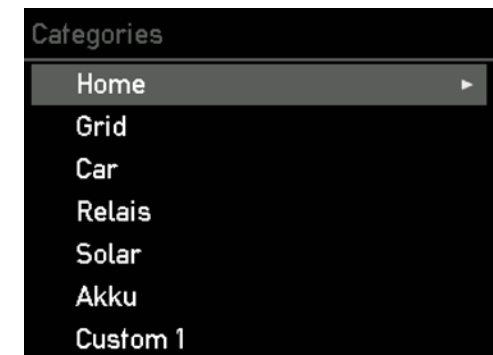 Categories
Home
Grid
Car
Relais
Solar
Akku
Custom 1